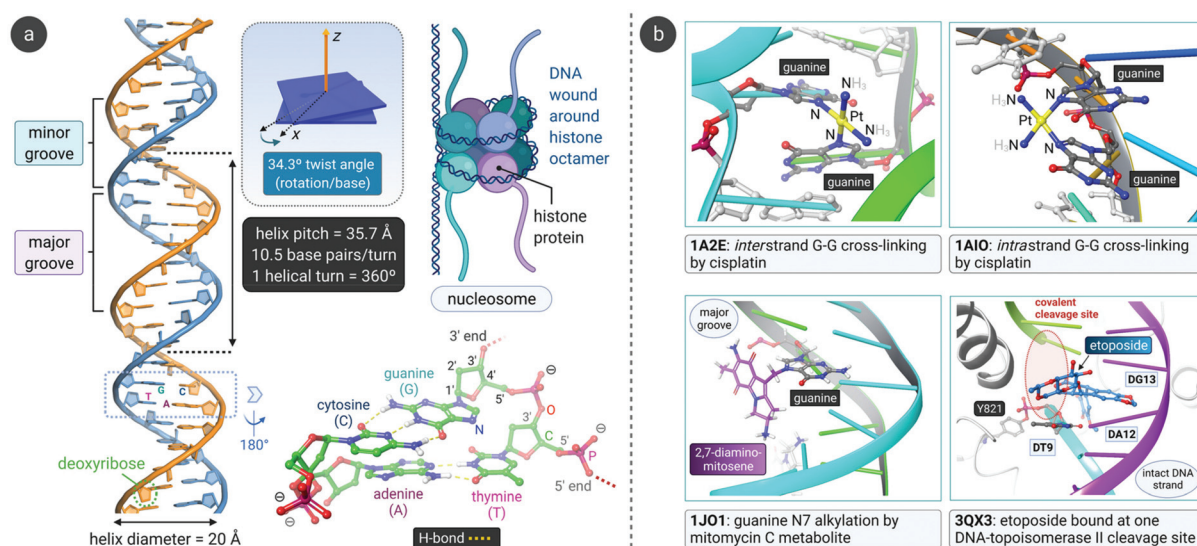 a
minor
groove
major
groove
z
x
34.3º twist angle
(rotation/base)
helix pitch = 35.7 Å
10.5 base pairs/turn
1 helical turn = 360º
DNA
wound
around
histone
octamer
histone
protein
nucleosome
G C
T A
180°
deoxyribose
helix diameter = 20 Å
3' end
guanine
(G)
cytosine
(C)
2' 3' 4'
1' 5'
O
N
3'
C
5'
P
5' end
adenine
(A)
thymine
(T)
⊖
⊖
⊖
⊖
H-bond
b
guanine
NH₃
N
Pt
N
NH₃
guanine
1A2E: interstrand G-G cross-linking
by cisplatin
guanine
H₃
N
N
Pt
H₃
N
N
guanine
1AIO: intrastrand G-G cross-linking
by cisplatin
major
groove
guanine
2,7-diamino-
mitosene
1JO1: guanine N7 alkylation by
mitomycin C metabolite
covalent
cleavage site
etoposide
DG13
Y821
DT9
DA12
intact DNA
strand
3QX3: etoposide bound at one
DNA-topoisomerase II cleavage site